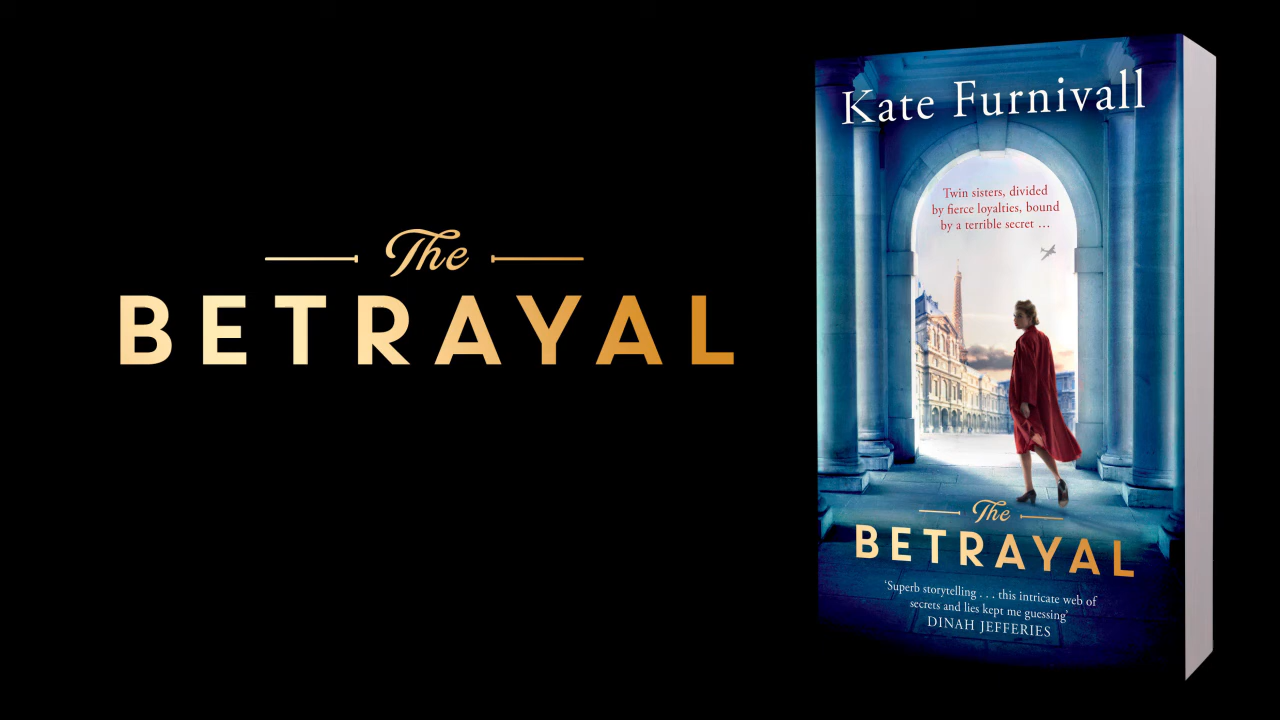 The
BETRAYAL
Kate Furnivall
Twin sisters, divided
by fierce loyalties, bound
by a terrible secret ...
The
BETRAYAL
‘Superb storytelling . . . this intricate web of
secrets and lies kept me guessing’
DINAH JEFFERIES